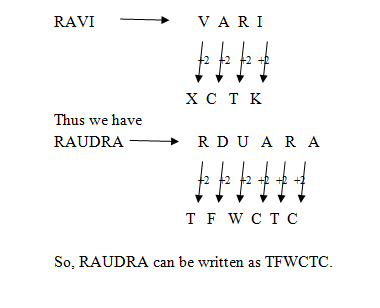 RAVI V A R I
+2 +2 +2 +2
X C T K
Thus we have
RAUDRA R D U A R A
+2 +2 +2 +2 +2 +2
T F W C T C
So, RAUDRA can be written as TFWCTC.